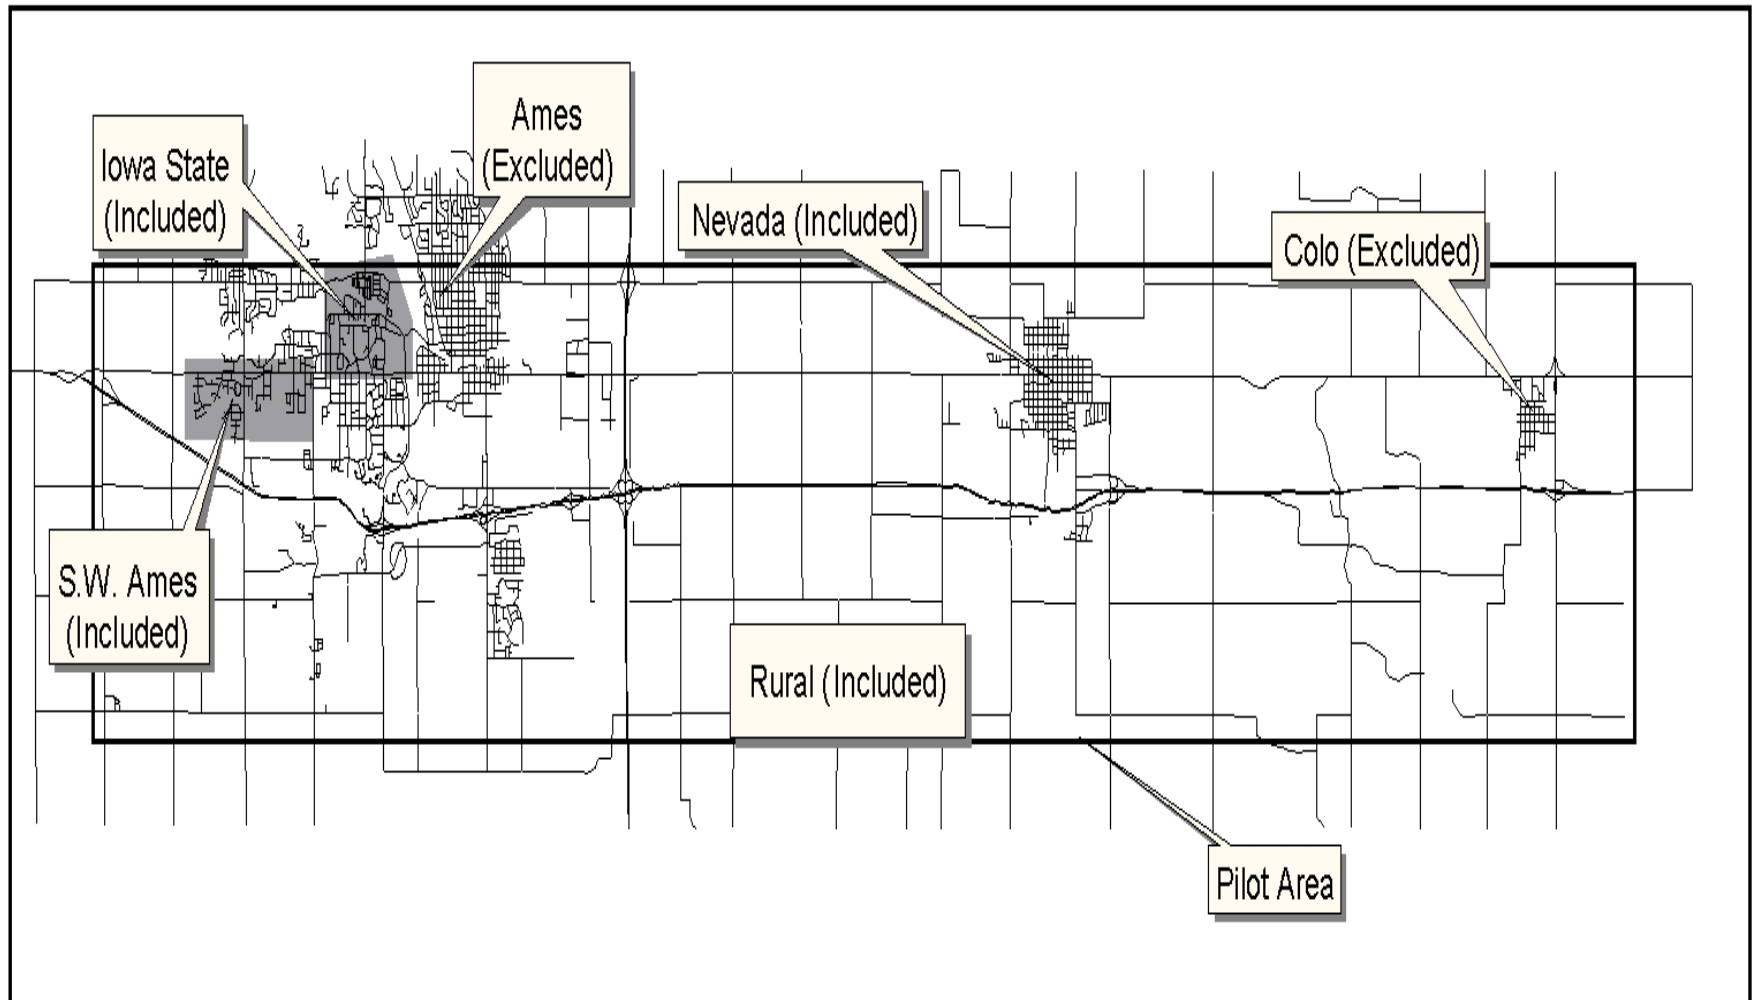 Ames
(Excluded)
Iowa State
(Included)
Nevada (Included)
Colo (Excluded)
S.W. Ames
(Included)
Rural (Included)
Pilot Area